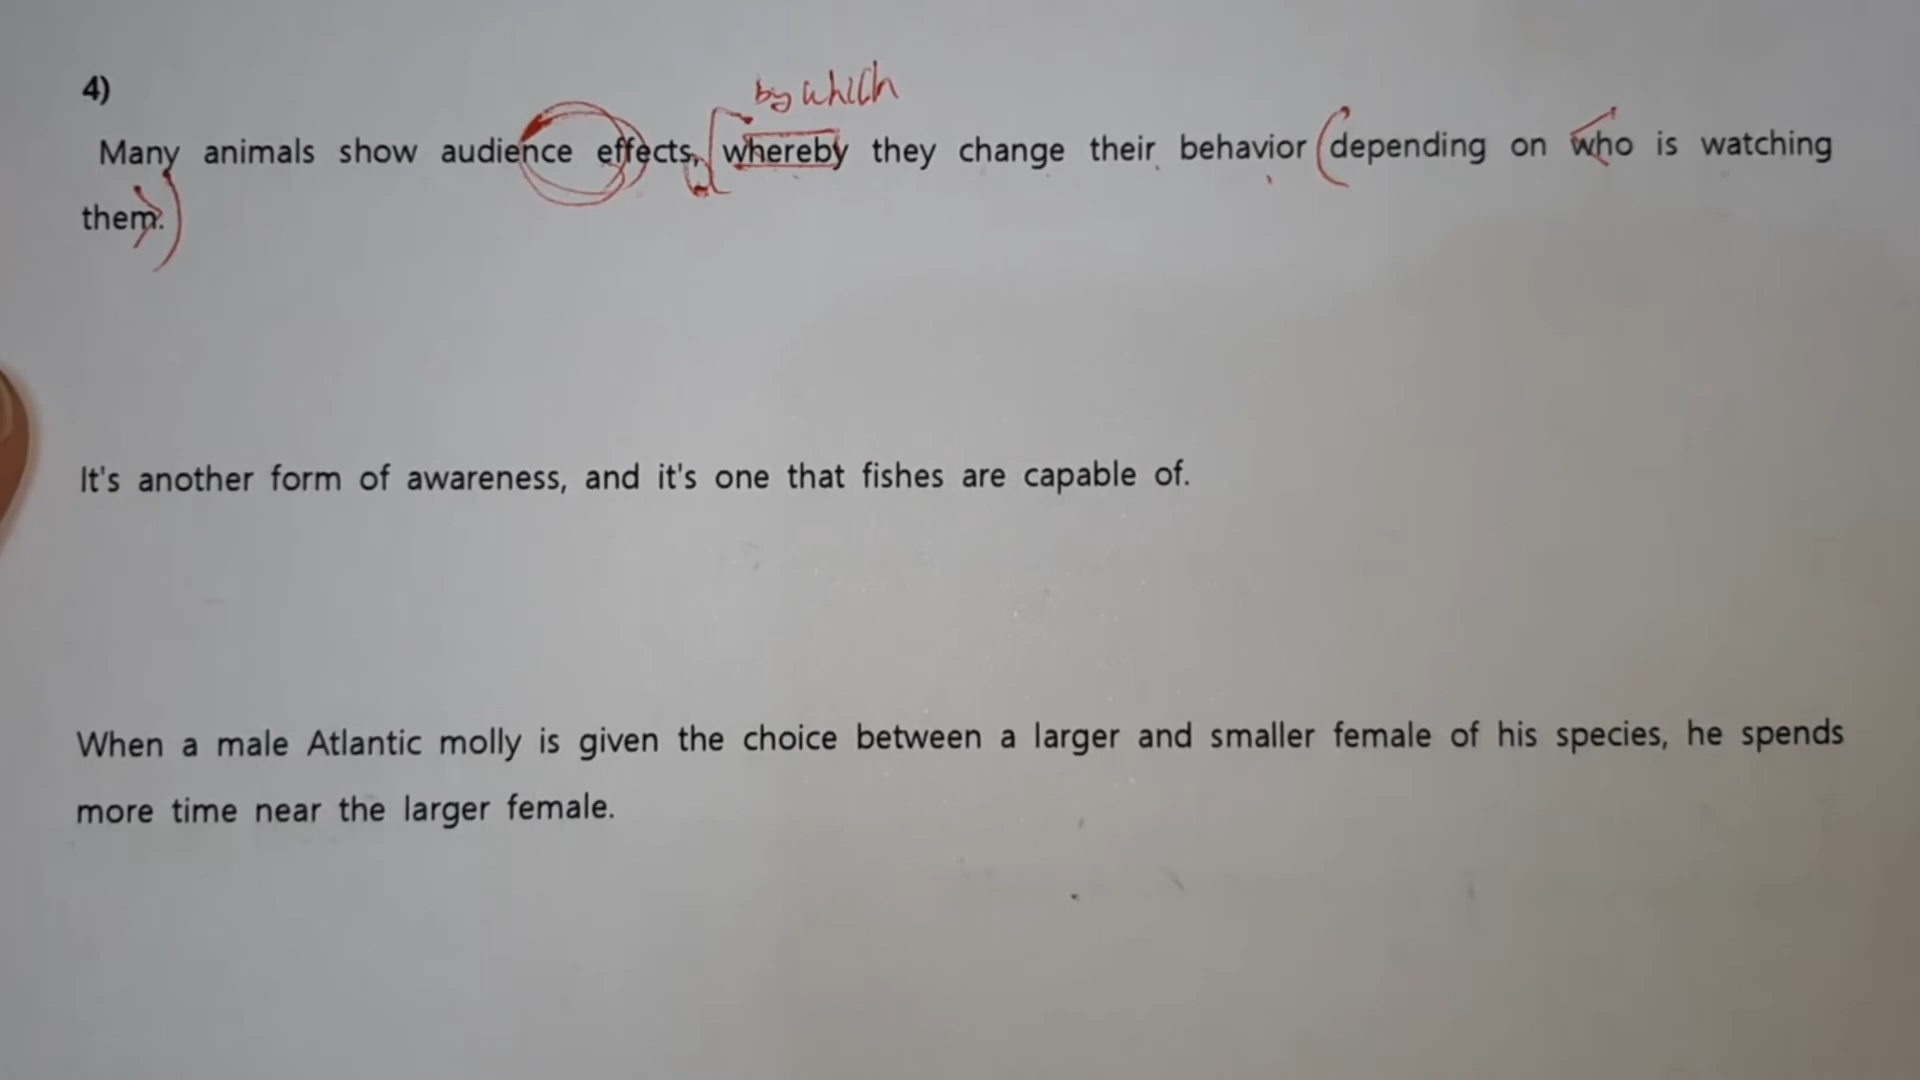 4)
by which
Many animals show audience effects, whereby they change their behavior depending on who is watching
them.
It's another form of awareness, and it's one that fishes are capable of.
When a male Atlantic molly is given the choice between a larger and smaller female of his species, he spends
more time near the larger female.